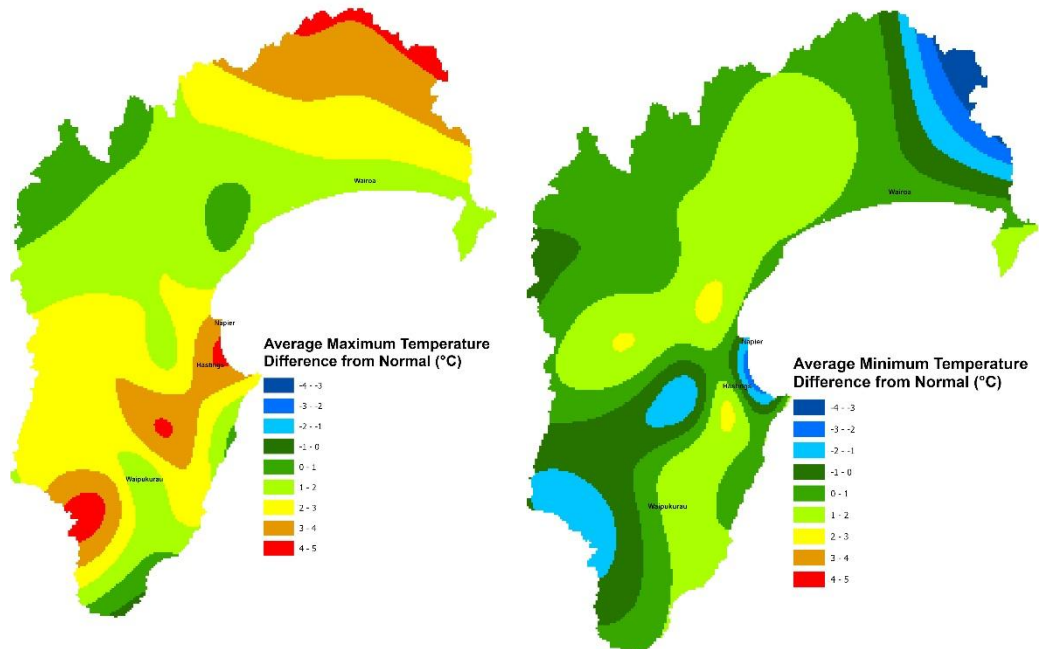 Wairoa
Napier
Hastings
Waipukurau
Average Maximum Temperature
Difference from Normal (°C)
-4 - -3
-3 - -2
-2 - -1
-1 - 0
0 - 1
1 - 2
2 - 3
3 - 4
4 - 5
Wairoa
Napier
Hastings
Waipukurau
Average Minimum Temperature
Difference from Normal (°C)
-4 - -3
-3 - -2
-2 - -1
-1 - 0
0 - 1
1 - 2
2 - 3
3 - 4
4 - 5